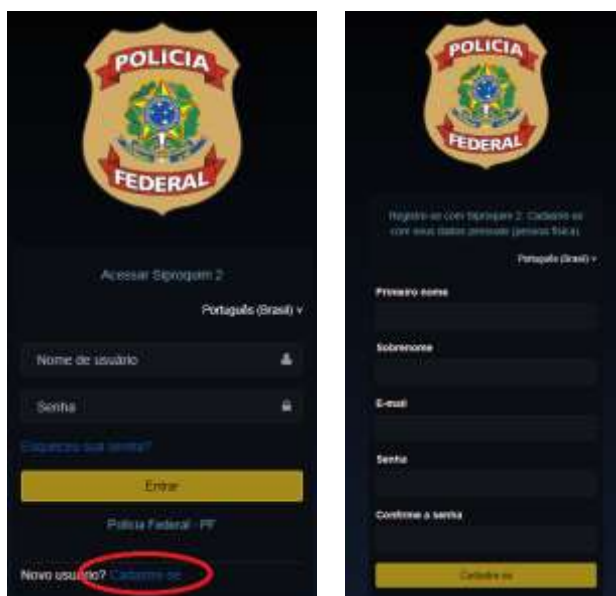 POLICIA
FEDERAL
Acessar Siproquim 2
Português (Brasil)
Nome de usuário
Senha
Esqueceu sua senha?
Entrar
Polícia Federal - PF
Novo usuário? Cadastre-se
POLICIA
FEDERAL
Registre-se com Siproquim 2. Cadastre-se
com seus dados pessoais (pessoa física).
Português (Brasil)
Primeiro nome
Sobrenome
E-mail
Senha
Confirme a senha
Cadastre-se